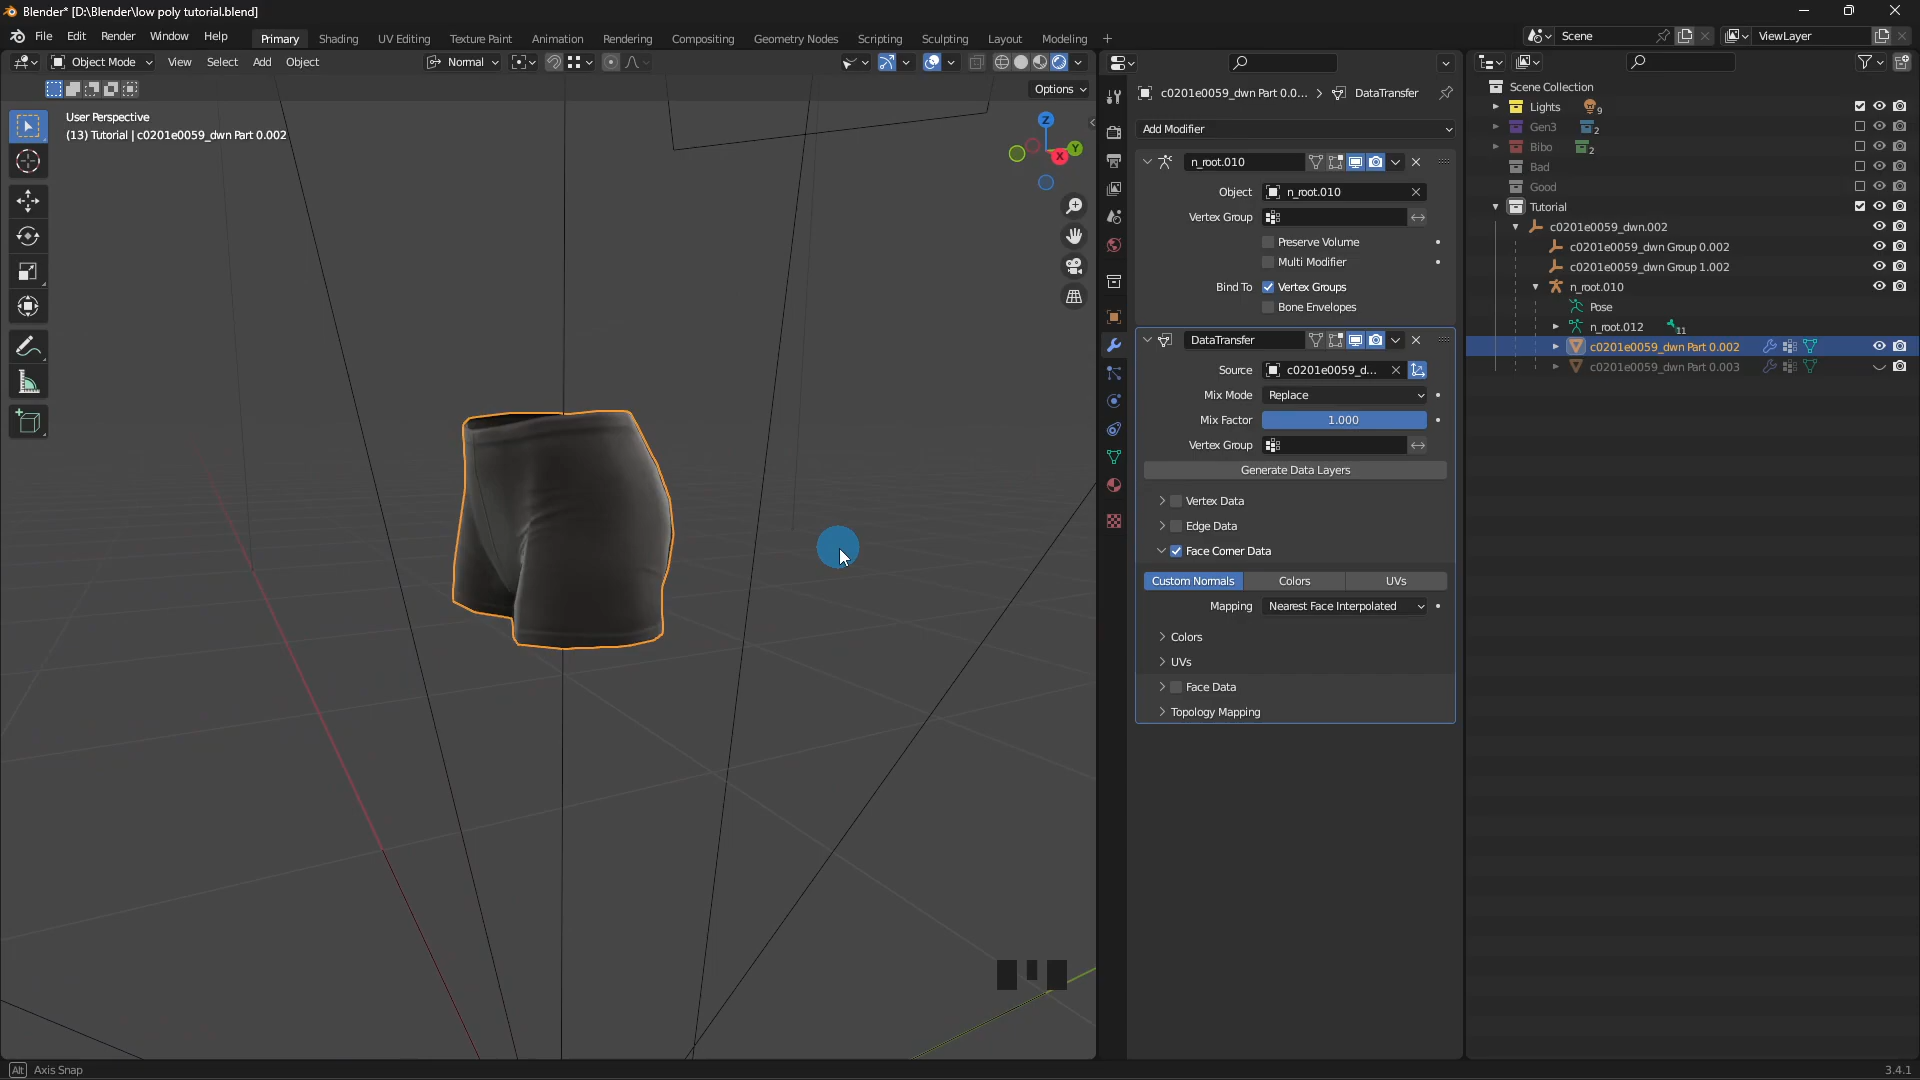 Blender* [D:\Blender\low poly tutorial.blend]
File Edit Render Window Help
Primary Shading UV Editing Texture Paint Animation Rendering Compositing Geometry Nodes Scripting Sculpting Layout Modeling +
Scene
ViewLayer
Object Mode View Select Add Object
Normal
Options
User Perspective
(13) Tutorial | c0201e0059_dwn Part 0.002
Z
Y
X
c0201e0059_dwn Part 0.0... > DataTransfer
Add Modifier
n_root.010
Object n_root.010
Vertex Group
Preserve Volume
Multi Modifier
Bind To Vertex Groups
Bone Envelopes
DataTransfer
Source c0201e0059_d...
Mix Mode Replace
Mix Factor 1.000
Vertex Group
Generate Data Layers
Vertex Data
Edge Data
Face Corner Data
Custom Normals Colors UVs
Mapping Nearest Face Interpolated
Colors
UVs
Face Data
Topology Mapping
Scene Collection
Lights 9
Gen3 2
Bibo 2
Bad
Good
Tutorial
c0201e0059_dwn.002
c0201e0059_dwn Group 0.002
c0201e0059_dwn Group 1.002
n_root.010
Pose
n_root.012 11
c0201e0059_dwn Part 0.002
c0201e0059_dwn Part 0.003
Alt Axis Snap
3.4.1